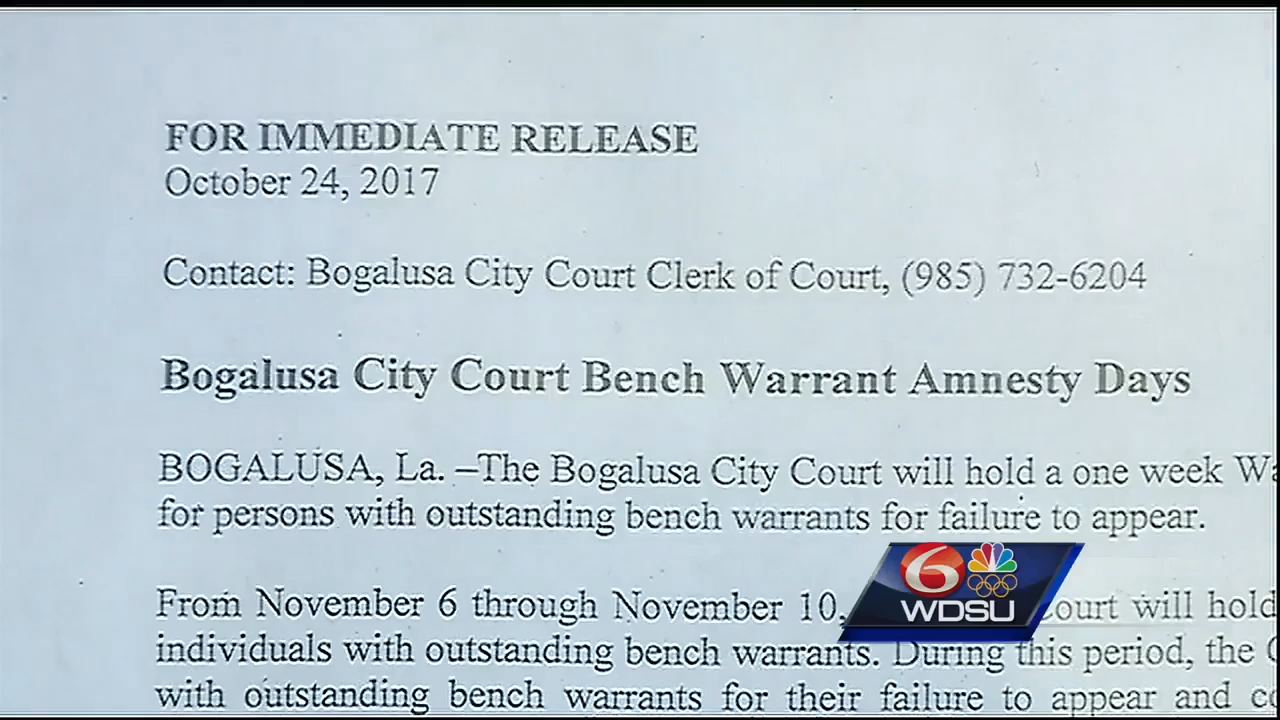 FOR IMMEDIATE RELEASE
October 24, 2017
Contact: Bogalusa City Court Clerk of Court, (985) 732-6204
Bogalusa City Court Bench Warrant Amnesty Days
BOGALUSA, La. –The Bogalusa City Court will hold a one week
for persons with outstanding bench warrants for failure to appear.
From November 6 through November 10, ourt will hold
individuals with outstanding bench warrants. During this period, the
with outstanding bench warrants for their failure to appear and
6
WDSU